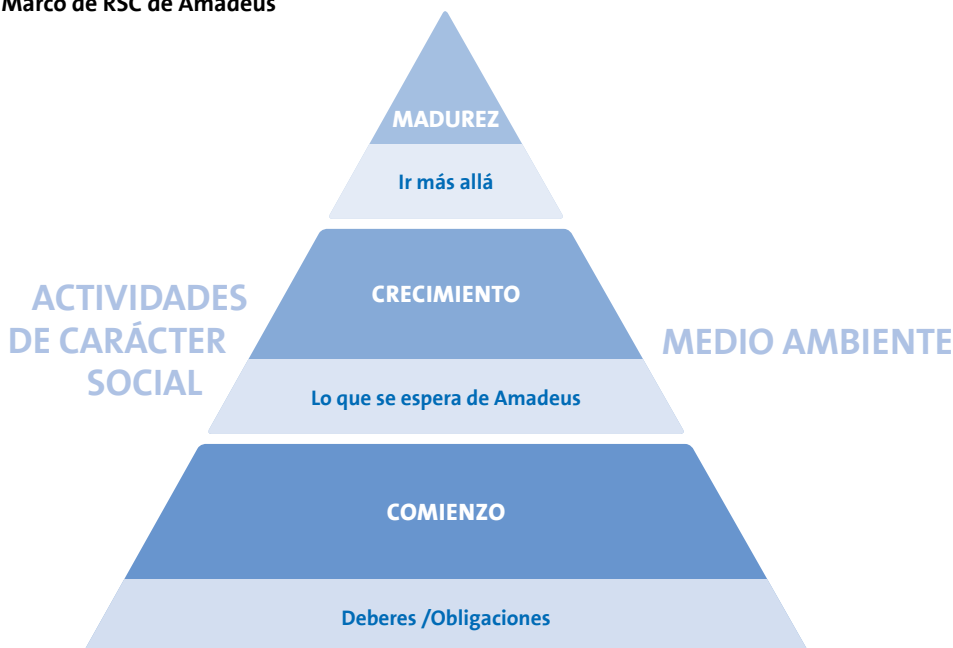 Marco de RSC de Amadeus
MADUREZ
Ir más allá
ACTIVIDADES
DE CARÁCTER
SOCIAL
CRECIMIENTO
MEDIO AMBIENTE
Lo que se espera de Amadeus
COMIENZO
Deberes /Obligaciones